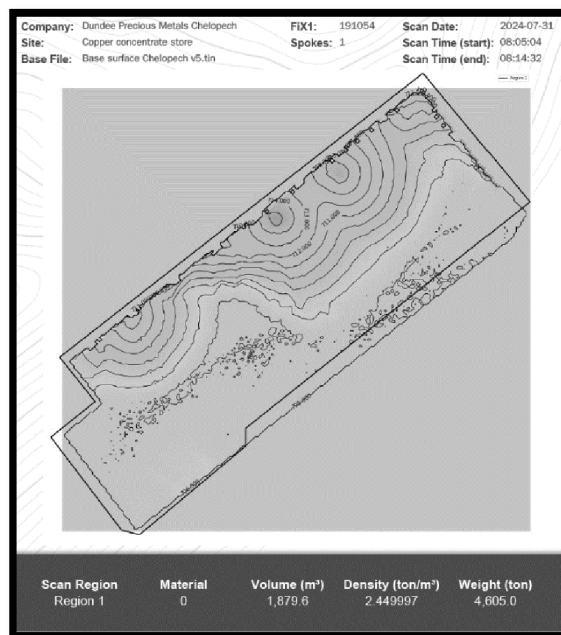 Company: Dundee Precious Metals Chelopech FiX1: 191054 Scan Date: 2024-07-31
Site: Copper concentrate store Spokes: 1 Scan Time (start): 08:05:04
Base File: Base surface Chelopech v5.tin Scan Time (end): 08:14:32
Region 1
Scan Region Material Volume (m³) Density (ton/m³) Weight (ton)
Region 1 0 1,879.6 2.449997 4,605.0